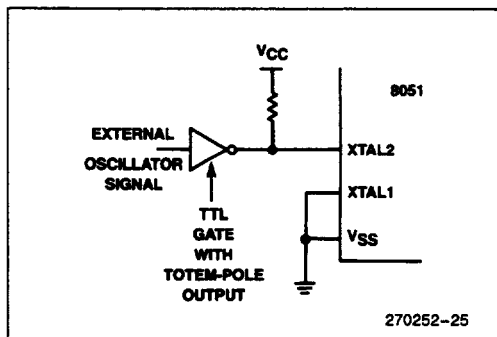 VCC
8051
EXTERNAL
OSCILLATOR
SIGNAL
XTAL2
XTAL1
VSS
TTL
GATE
WITH
TOTEM-POLE
OUTPUT
270252-25